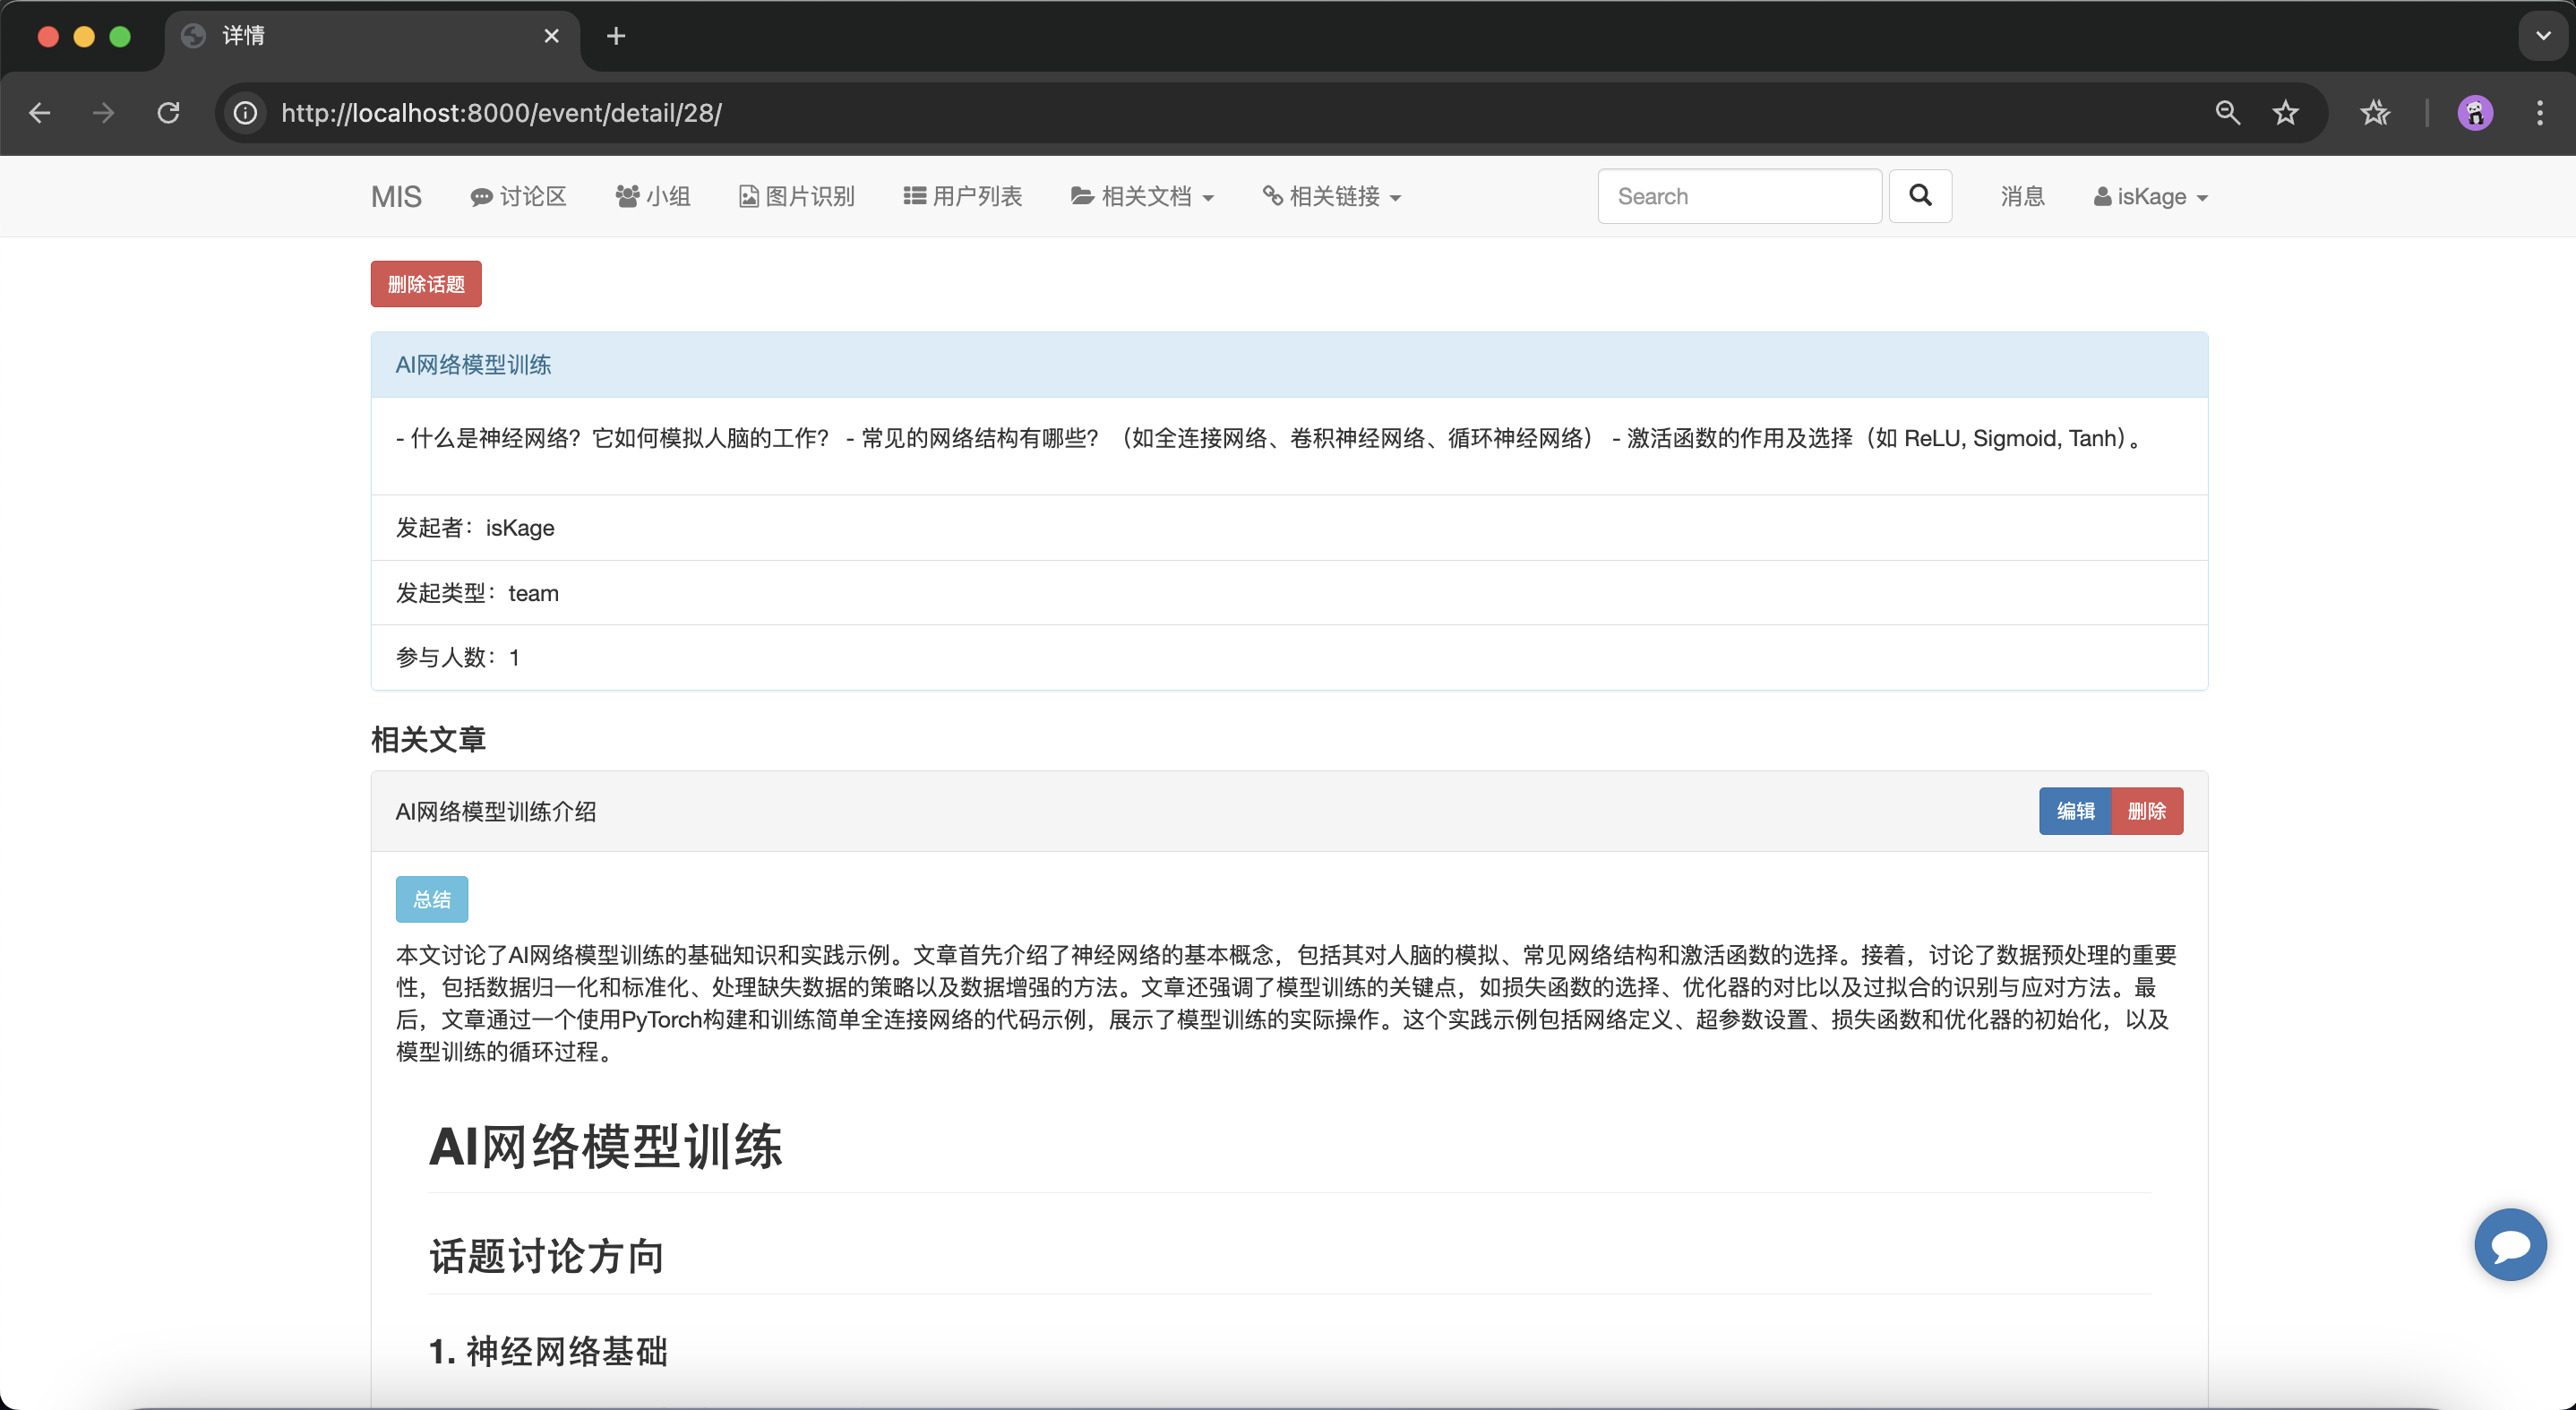 详情
http://localhost:8000/event/detail/28/
MIS 讨论区 小组 图片识别 用户列表 相关文档 相关链接 Search 消息 isKage
删除话题
AI网络模型训练
- 什么是神经网络？它如何模拟人脑的工作？ - 常见的网络结构有哪些？（如全连接网络、卷积神经网络、循环神经网络） - 激活函数的作用及选择（如 ReLU, Sigmoid, Tanh）。
发起者：isKage
发起类型：team
参与人数：1
相关文章
AI网络模型训练介绍 编辑 删除
总结
本文讨论了AI网络模型训练的基础知识和实践示例。文章首先介绍了神经网络的基本概念，包括其对人脑的模拟、常见网络结构和激活函数的选择。接着，讨论了数据预处理的重要
性，包括数据归一化和标准化、处理缺失数据的策略以及数据增强的方法。文章还强调了模型训练的关键点，如损失函数的选择、优化器的对比以及过拟合的识别与应对方法。最
后，文章通过一个使用PyTorch构建和训练简单全连接网络的代码示例，展示了模型训练的实际操作。这个实践示例包括网络定义、超参数设置、损失函数和优化器的初始化，以及
模型训练的循环过程。
AI网络模型训练
话题讨论方向
1. 神经网络基础